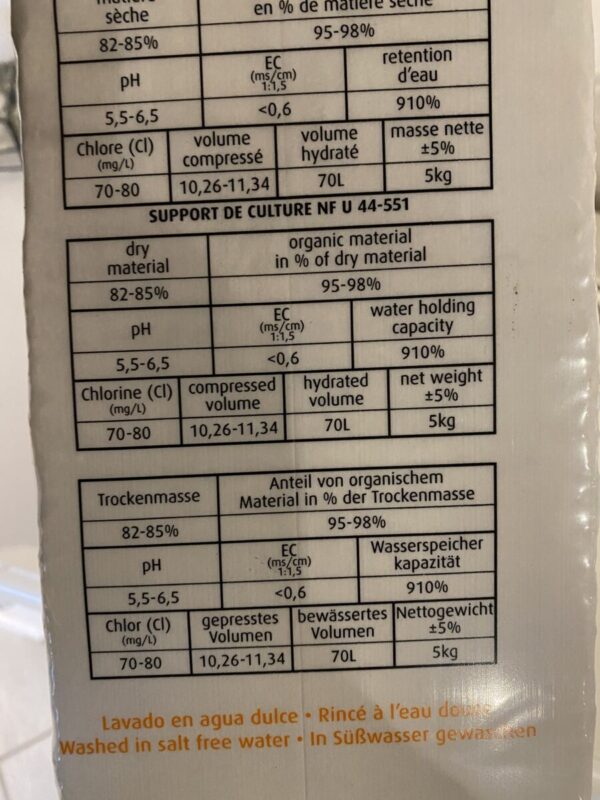 sèche
en % de matière sèche
82-85%
95-98%
pH
EC
(ms/cm)
1:1,5
retention
d'eau
5,5-6,5
<0,6
910%
Chlore (Cl)
(mg/L)
volume
compressé
volume
hydraté
masse nette
±5%
70-80
10,26-11,34
70L
5kg
SUPPORT DE CULTURE NF U 44-551
dry
material
organic material
in % of dry material
82-85%
95-98%
pH
EC
(ms/cm)
1:1,5
water holding
capacity
5,5-6,5
<0,6
910%
Chlorine (Cl)
(mg/L)
compressed
volume
hydrated
volume
net weight
±5%
70-80
10,26-11,34
70L
5kg
Trockenmasse
Anteil von organischem
Material in % der Trockenmasse
82-85%
95-98%
pH
EC
(ms/cm)
1:1,5
Wasserspeicher
kapazität
5,5-6,5
<0,6
910%
Chlor (Cl)
(mg/L)
gepresstes
Volumen
bewässertes
Volumen
Nettogewicht
±5%
70-80
10,26-11,34
70L
5kg
Lavado en agua dulce • Rincé à l'eau douce
Washed in salt free water • In Süßwasser gewaschen